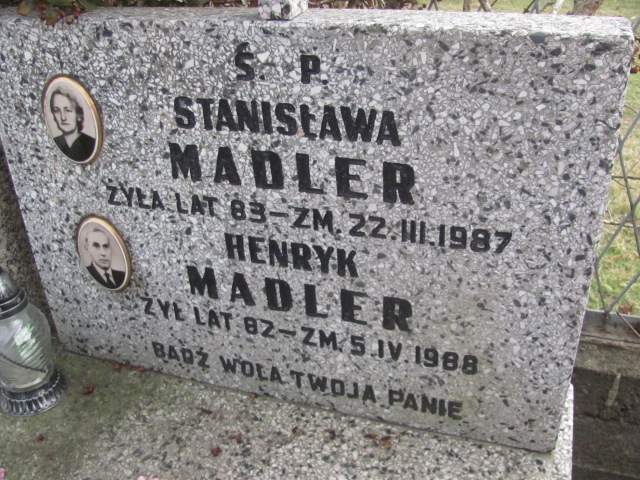 Ś. P.
STANISŁAWA
MADLER
ŻYŁA LAT 83-ZM. 22.III.1987
HENRYK
MADLER
ŻYŁ LAT 82-ZM. 5.IV.1988
BĄDŹ WOLA TWOJA PANIE